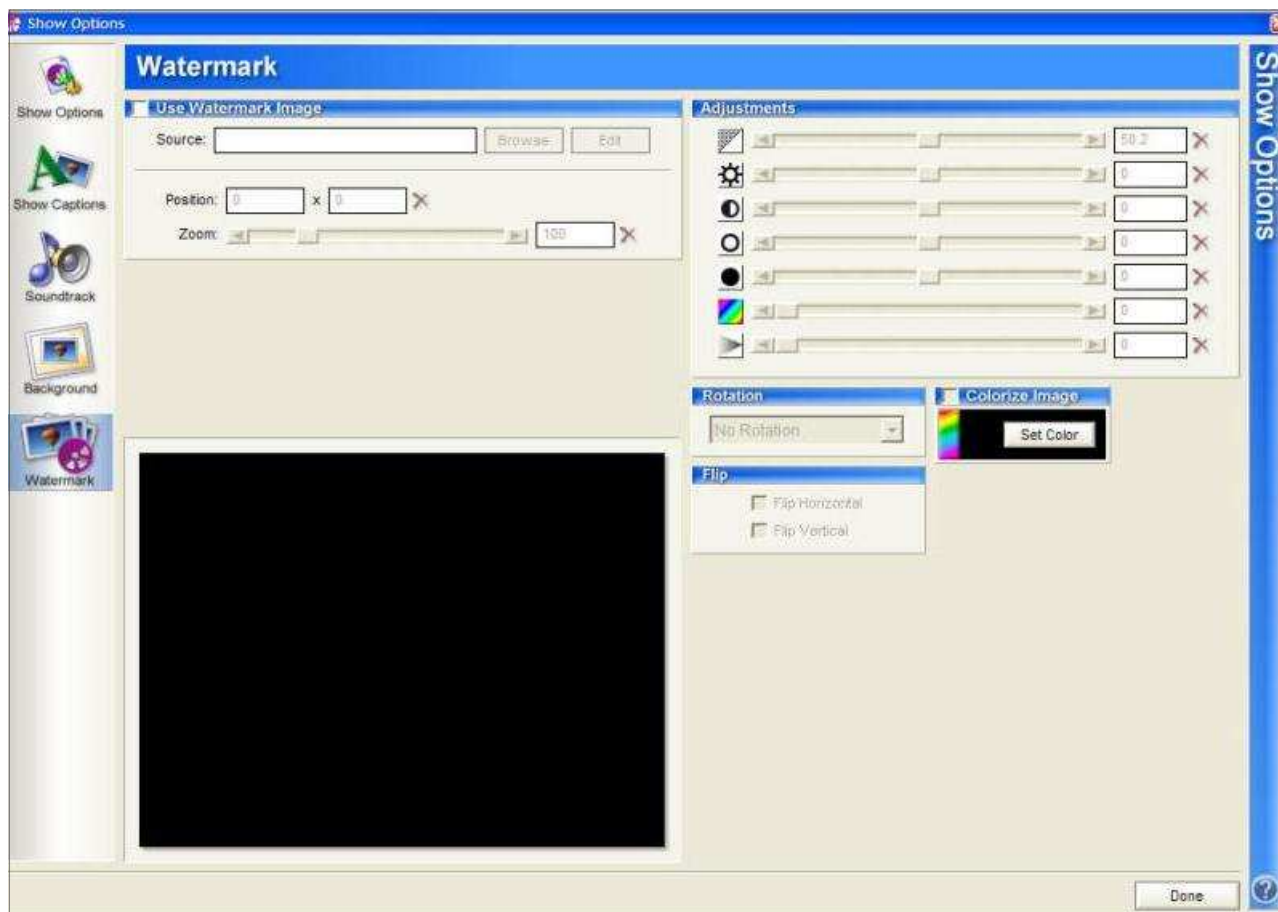 Show Options
Show Options
Show Captions
Soundtrack
Background
Watermark
Watermark
Use Watermark Image
Source: Browse Edit
Position: 0 x 0
Zoom: 100
Adjustments
50.2
0
0
0
0
0
0
Rotation
No Rotation
Colorize Image
Set Color
Flip
Flip Horizontal
Flip Vertical
Done
Show Options